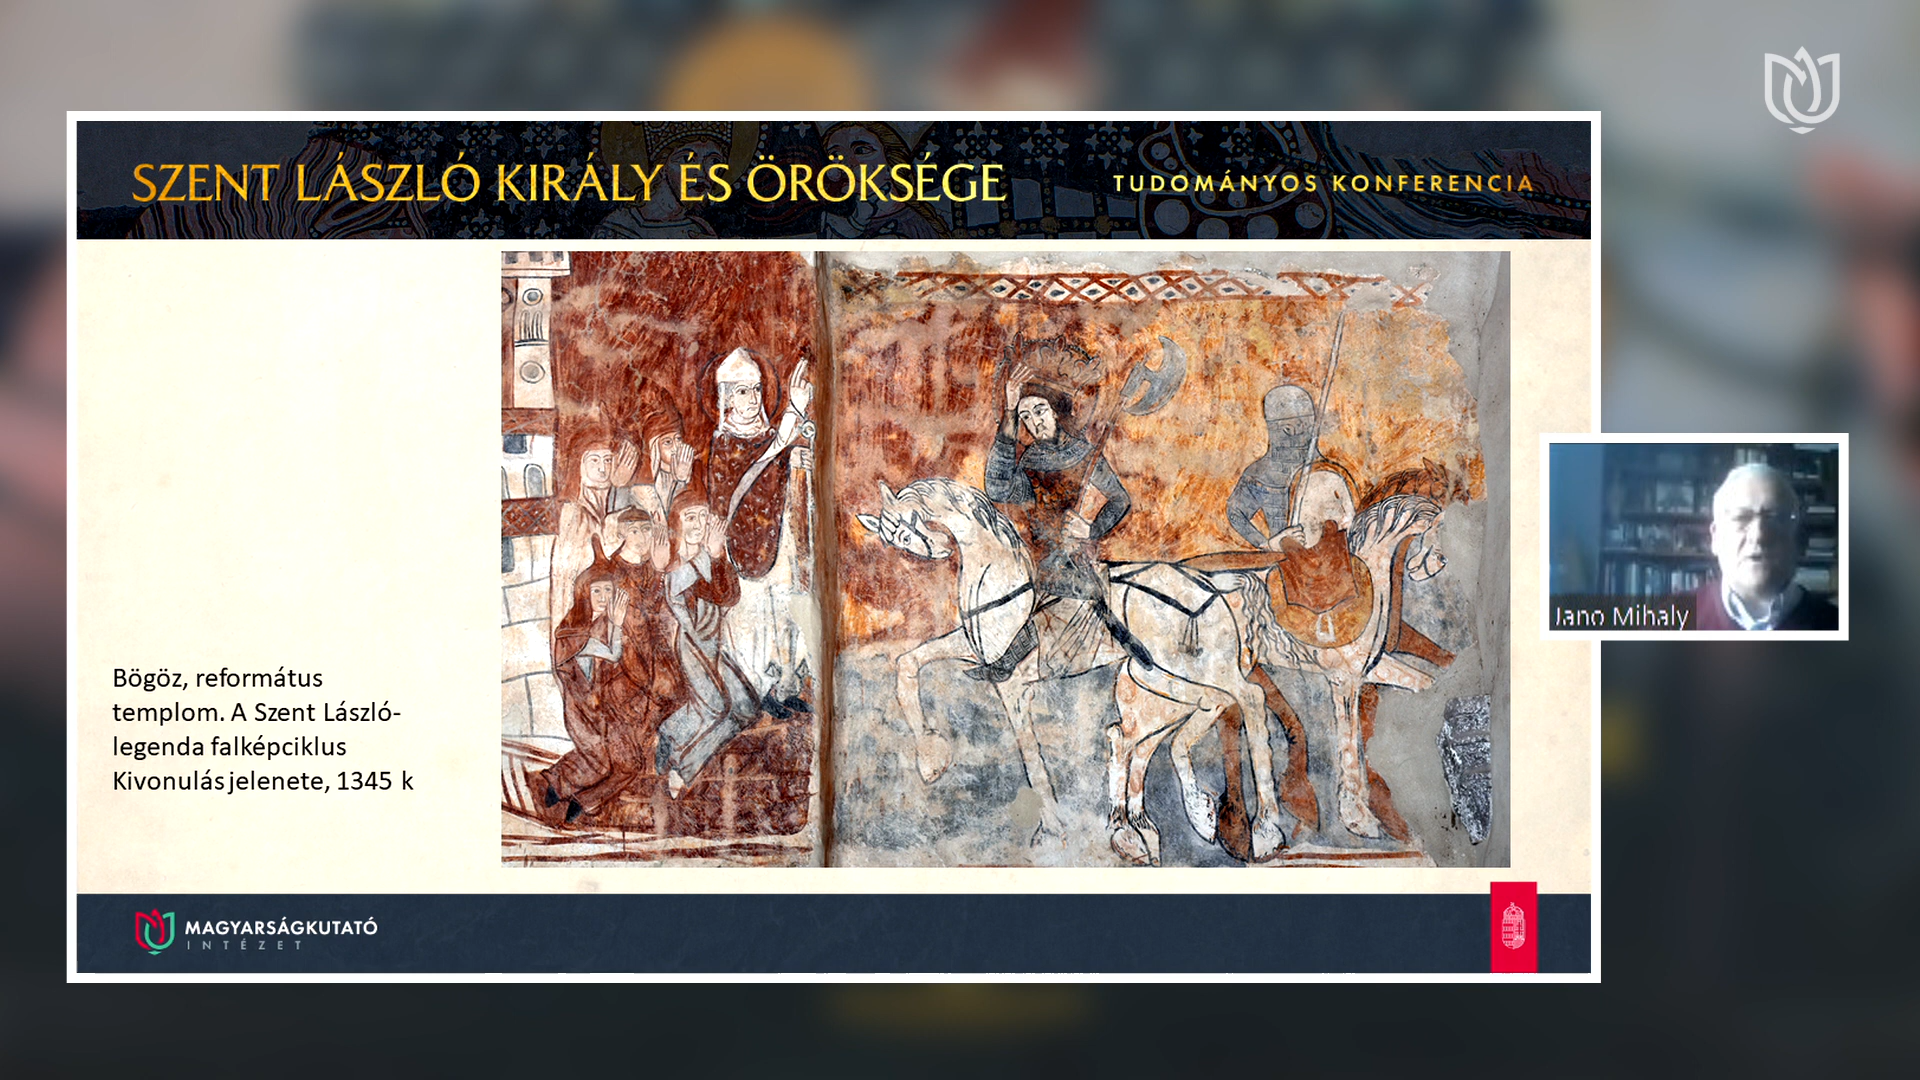 SZENT LÁSZLÓ KIRÁLY ÉS ÖRÖKSÉGE
TUDOMÁNYOS KONFERENCIA
Bögöz, református
templom. A Szent László-
legenda falképciklus
Kivonulás jelenete, 1345 k
Jano Mihaly
MAGYARSÁGKUTATÓ
INTÉZET